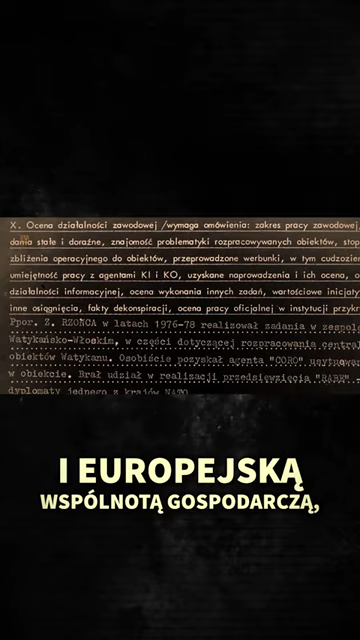 X. Ocena działalności zawodowej /wymaga omówienia: zakres pracy zawodowej,
dania stałe i doraźne, znajomość problematyki rozpracowywanych obiektów, stop
zbliżenia operacyjnego do obiektów, przeprowadzone werbunki, w tym cudzozie
umiejętność pracy z agentami KI i KO, uzyskane naprowadzenia i ich ocena, o
działalności informacyjnej, ocena wykonania innych zadań, wartościowe inicjaty
inne osiągnięcia, fakty dekonspiracji, ocena pracy oficjalnej w instytucji przykr
Ppor. Z. RZOŃCA w latach 1976-78 realizował zadania w zespol
Watykańsko-Włoskim, w części dotyczącej rozpracowania central
obiektów Watykanu. Osobiście pozyskał agenta "CORO" usytuowan
w obiekcie. Brał udział w realizacji przedsięwzięcia
dyplomaty jednego z krajów NATO
I EUROPEJSKĄ
WSPÓLNOTĄ GOSPODARCZĄ,